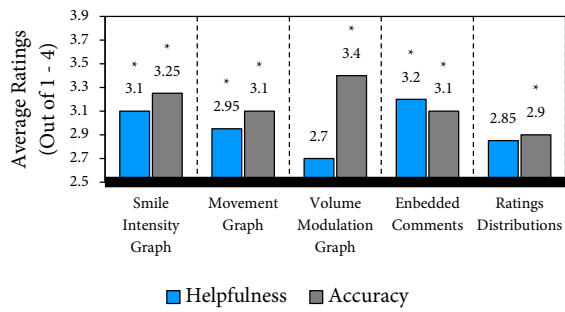 Average Ratings
(Out of 1 - 4)
3.9
3.7
3.5
3.3
3.1
2.9
2.7
2.5
* * * * * * * *
3.1 3.25 2.95 3.1 2.7 3.4 3.2 3.1 2.85 2.9
Smile Intensity Graph
Movement Graph
Volume Modulation Graph
Enbedded Comments
Ratings Distributions
Helpfulness Accuracy